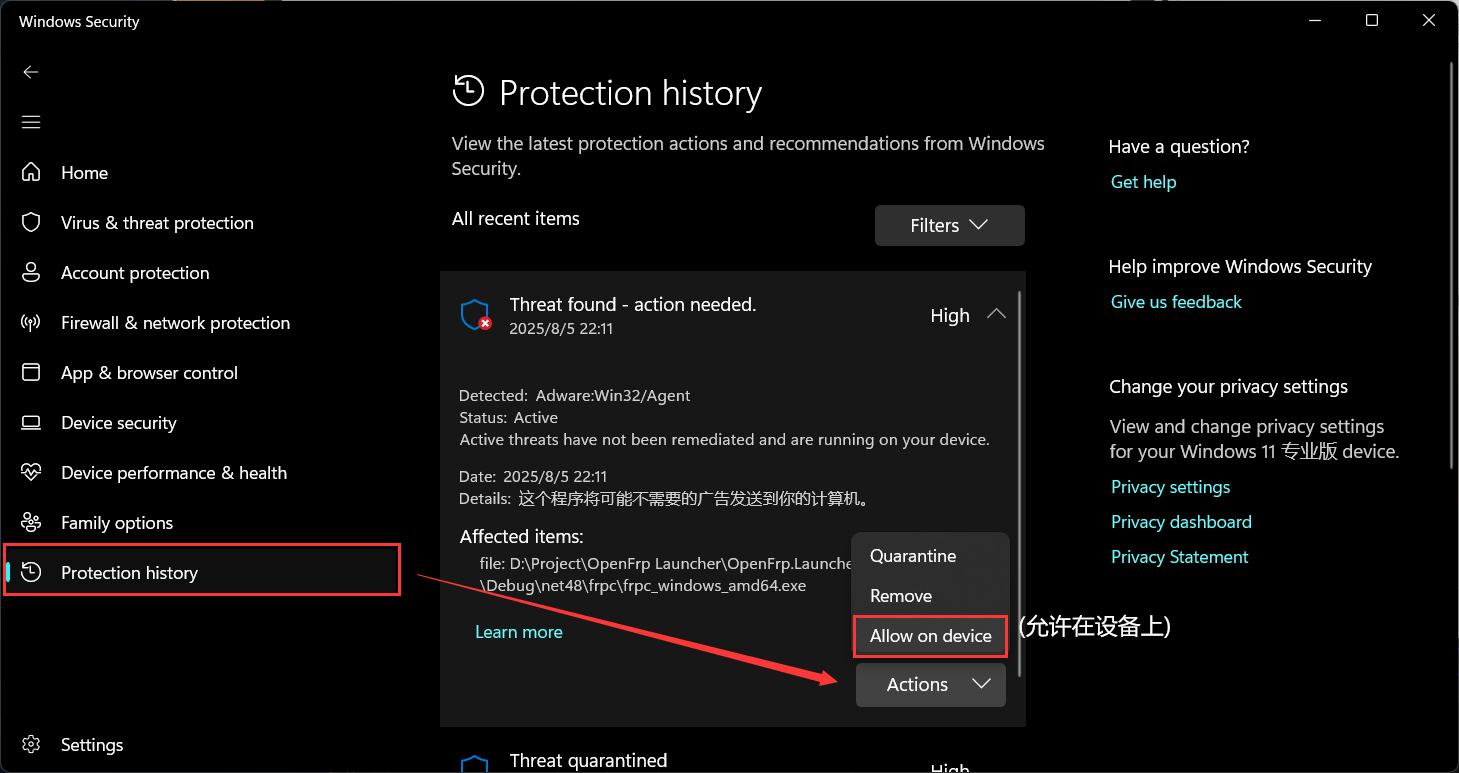 Windows Security
Home
Virus & threat protection
Account protection
Firewall & network protection
App & browser control
Device security
Device performance & health
Family options
Protection history
Settings
Protection history
View the latest protection actions and recommendations from Windows
Security.
All recent items
Filters
Threat found - action needed.
2025/8/5 22:11
High
Detected: Adware:Win32/Agent
Status: Active
Active threats have not been remediated and are running on your device.
Date: 2025/8/5 22:11
Details: 这个程序将可能不需要的广告发送到你的计算机。
Affected items:
file: D:\Project\OpenFrp Launcher\OpenFrp.Launche
\Debug\net48\frpc\frpc_windows_amd64.exe
Learn more
Quarantine
Remove
Allow on device
(允许在设备上)
Actions
Threat quarantined
High
Have a question?
Get help
Help improve Windows Security
Give us feedback
Change your privacy settings
View and change privacy settings
for your Windows 11 专业版 device.
Privacy settings
Privacy dashboard
Privacy Statement